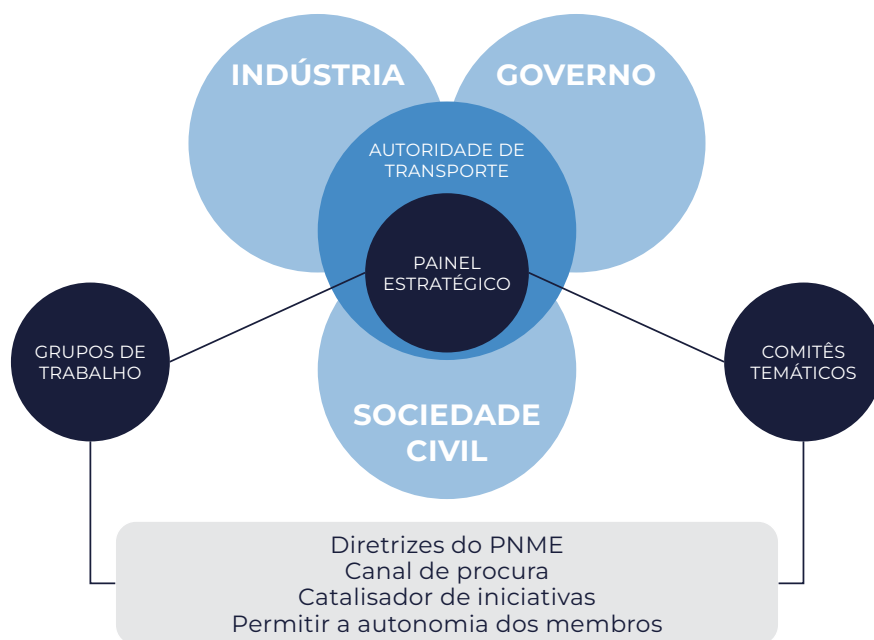 INDÚSTRIA
GOVERNO
AUTORIDADE DE
TRANSPORTE
PAINEL
ESTRATÉGICO
GRUPOS DE
TRABALHO
COMITÊS
TEMÁTICOS
SOCIEDADE
CIVIL
Diretrizes do PNME
Canal de procura
Catalisador de iniciativas
Permitir a autonomia dos membros